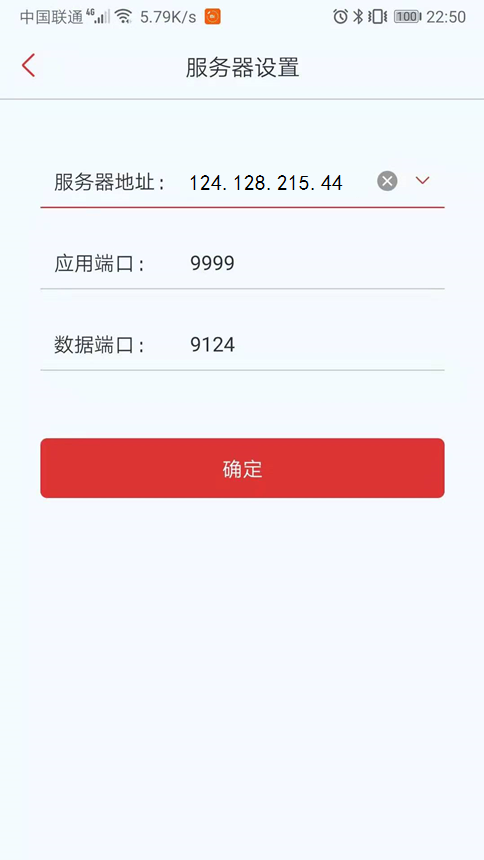 中国联通 4G 5.79K/s 100 22:50
服务器设置
服务器地址： 124.128.215.44
应用端口： 9999
数据端口： 9124
确定